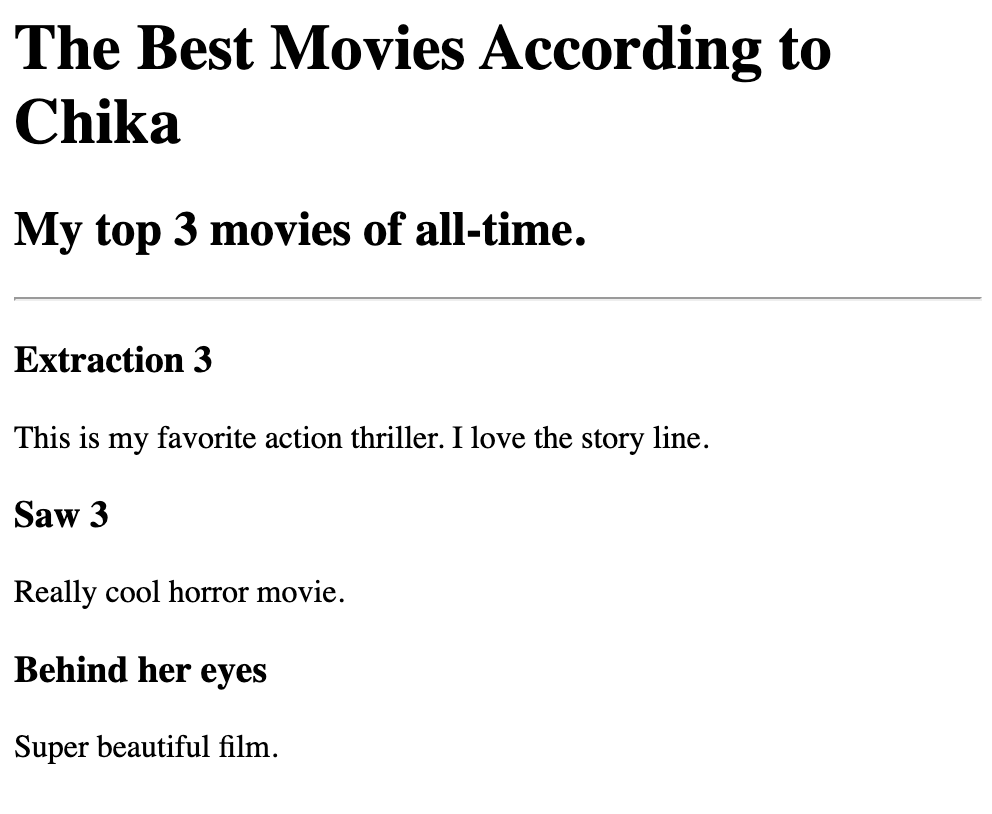 The Best Movies According to
Chika
My top 3 movies of all-time.
Extraction 3
This is my favorite action thriller. I love the story line.
Saw 3
Really cool horror movie.
Behind her eyes
Super beautiful film.